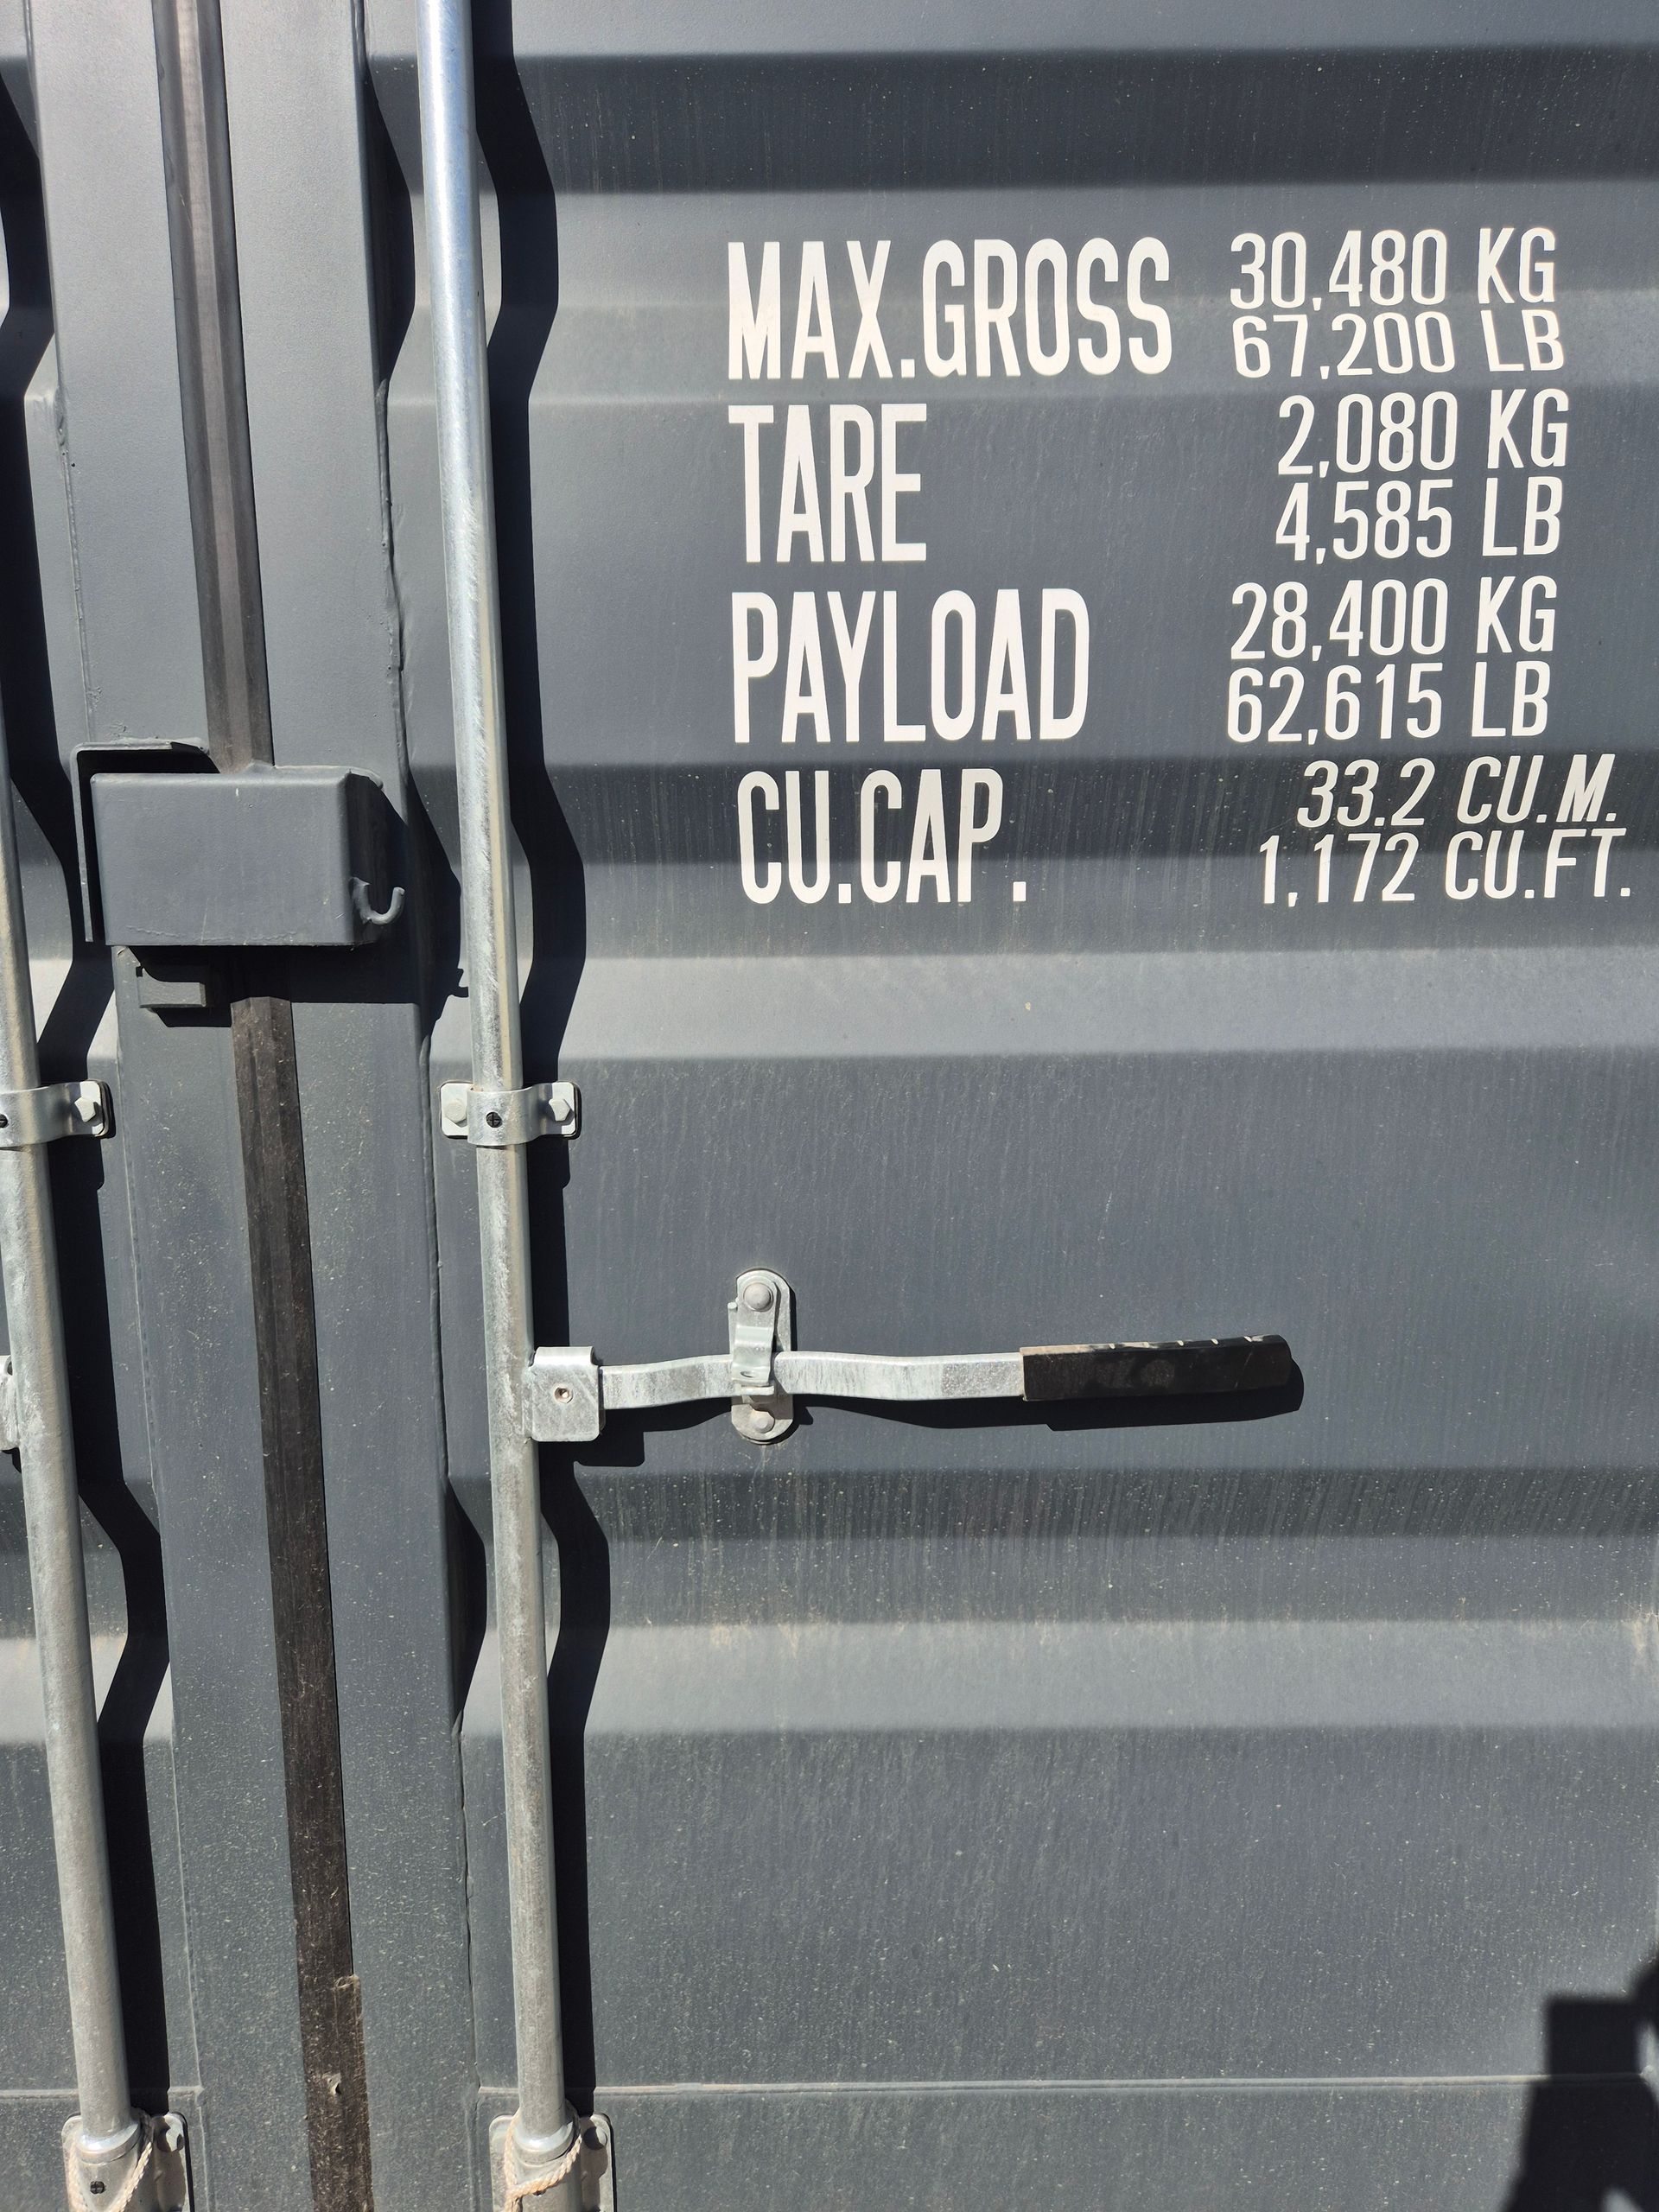 MAX.GROSS 30,480 KG
67,200 LB
TARE 2,080 KG
4,585 LB
PAYLOAD 28,400 KG
62,615 LB
CU.CAP. 33.2 CU.M.
1,172 CU.FT.